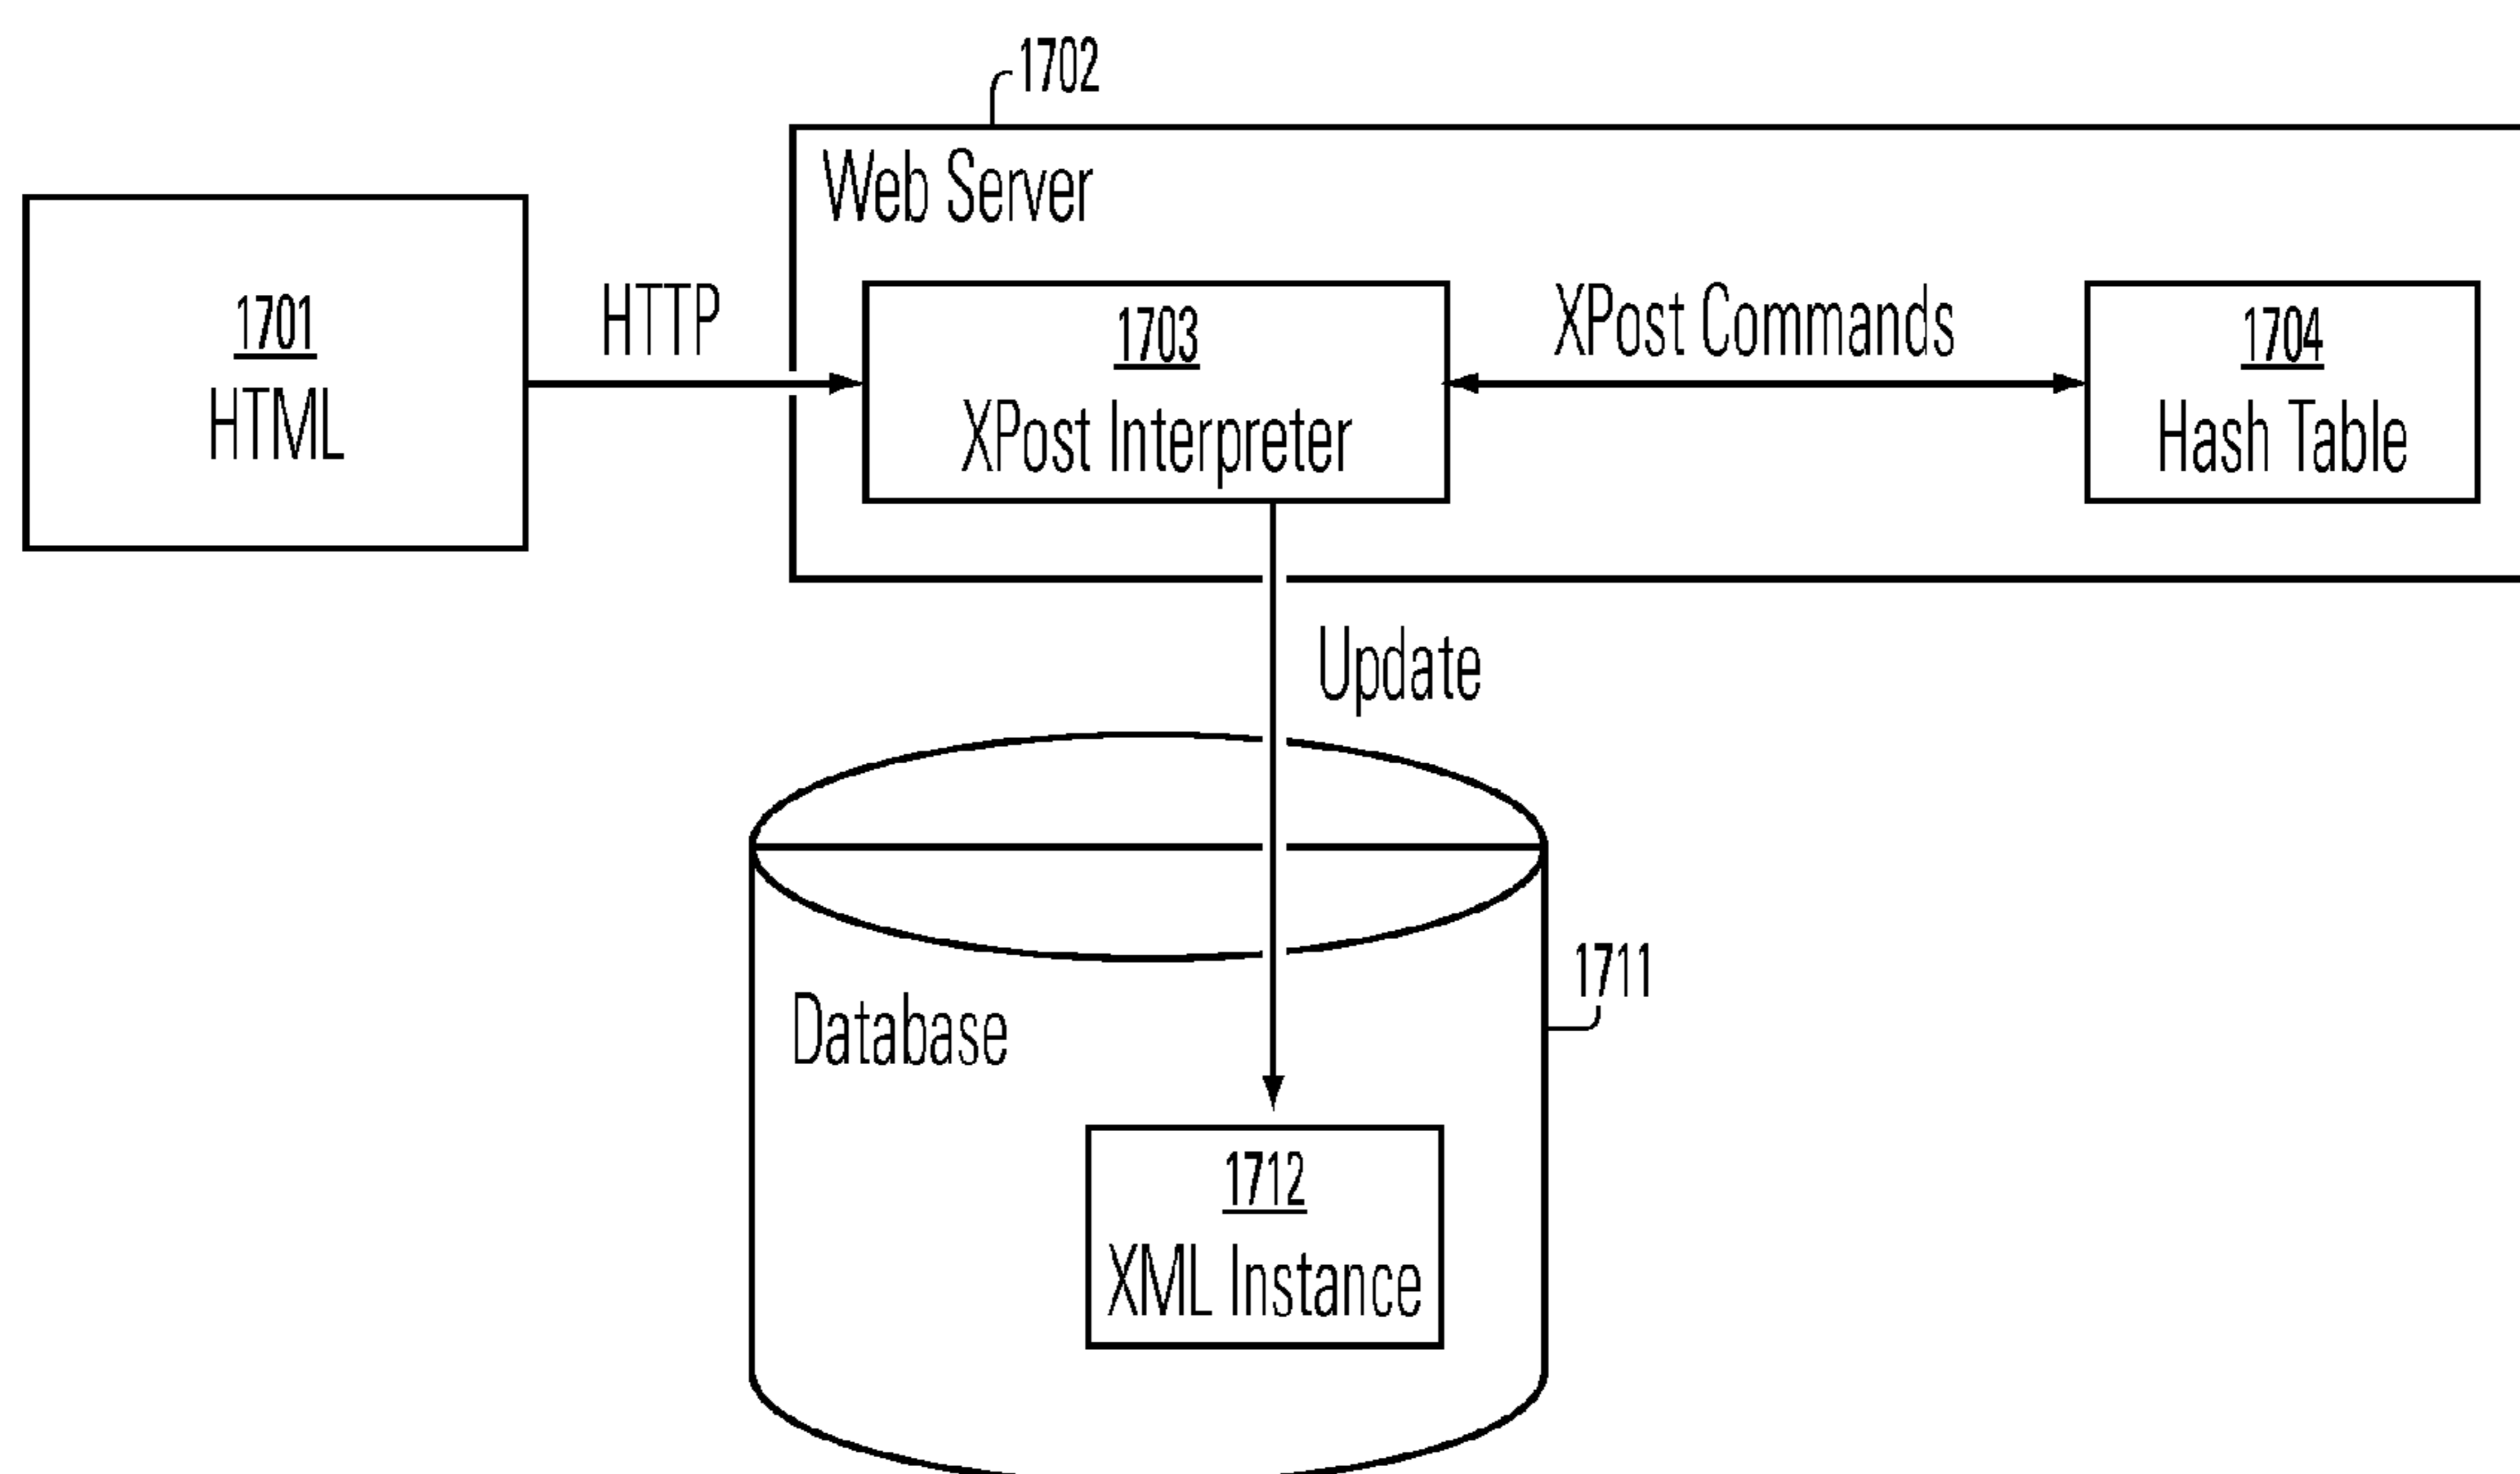 1702
Web Server
1701
HTML
HTTP
1703
XPost Interpreter
XPost Commands
1704
Hash Table
Update
Database
1711
1712
XML Instance